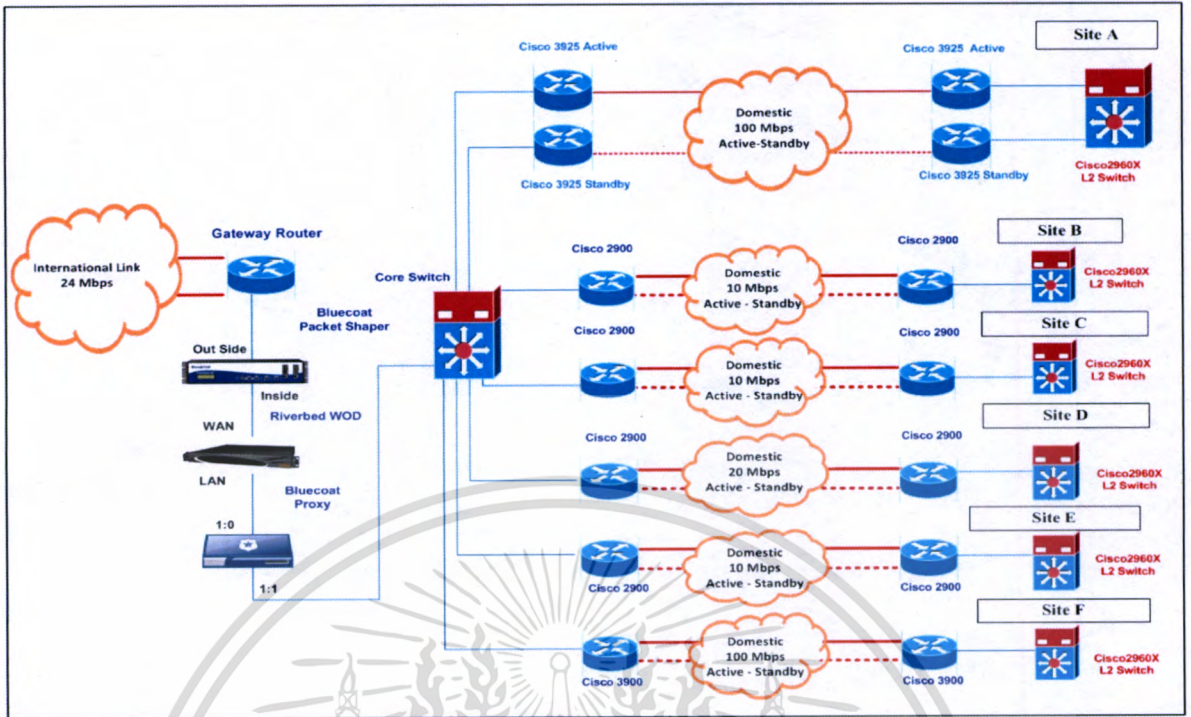 Site A
Cisco 3925 Active
Cisco 3925 Active
Domestic
100 Mbps
Active-Standby
Cisco 3925 Standby
Cisco 3925 Standby
Cisco2960X
L2 Switch
International Link
24 Mbps
Gateway Router
Core Switch
Bluecoat
Packet Shaper
Out Side
Inside
Riverbed WOD
WAN
LAN
Bluecoat
Proxy
1:0
1:1
Site B
Cisco 2900
Domestic
10 Mbps
Active - Standby
Cisco 2900
Cisco2960X
L2 Switch
Site C
Cisco 2900
Domestic
10 Mbps
Active - Standby
Cisco 2900
Cisco2960X
L2 Switch
Site D
Cisco 2900
Domestic
20 Mbps
Active - Standby
Cisco 2900
Cisco2960X
L2 Switch
Site E
Cisco 2900
Domestic
10 Mbps
Active - Standby
Cisco 2900
Cisco2960X
L2 Switch
Site F
Cisco 3900
Domestic
100 Mbps
Active - Standby
Cisco 3900
Cisco2960X
L2 Switch